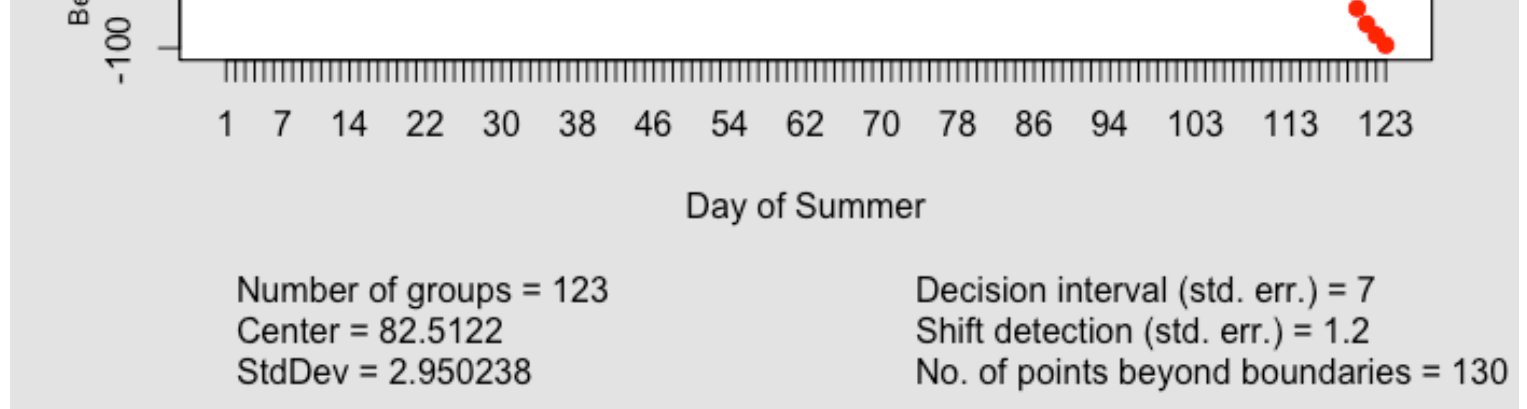 -100
1 7 14 22 30 38 46 54 62 70 78 86 94 103 113 123
Day of Summer
Number of groups = 123
Center = 82.5122
StdDev = 2.950238
Decision interval (std. err.) = 7
Shift detection (std. err.) = 1.2
No. of points beyond boundaries = 130